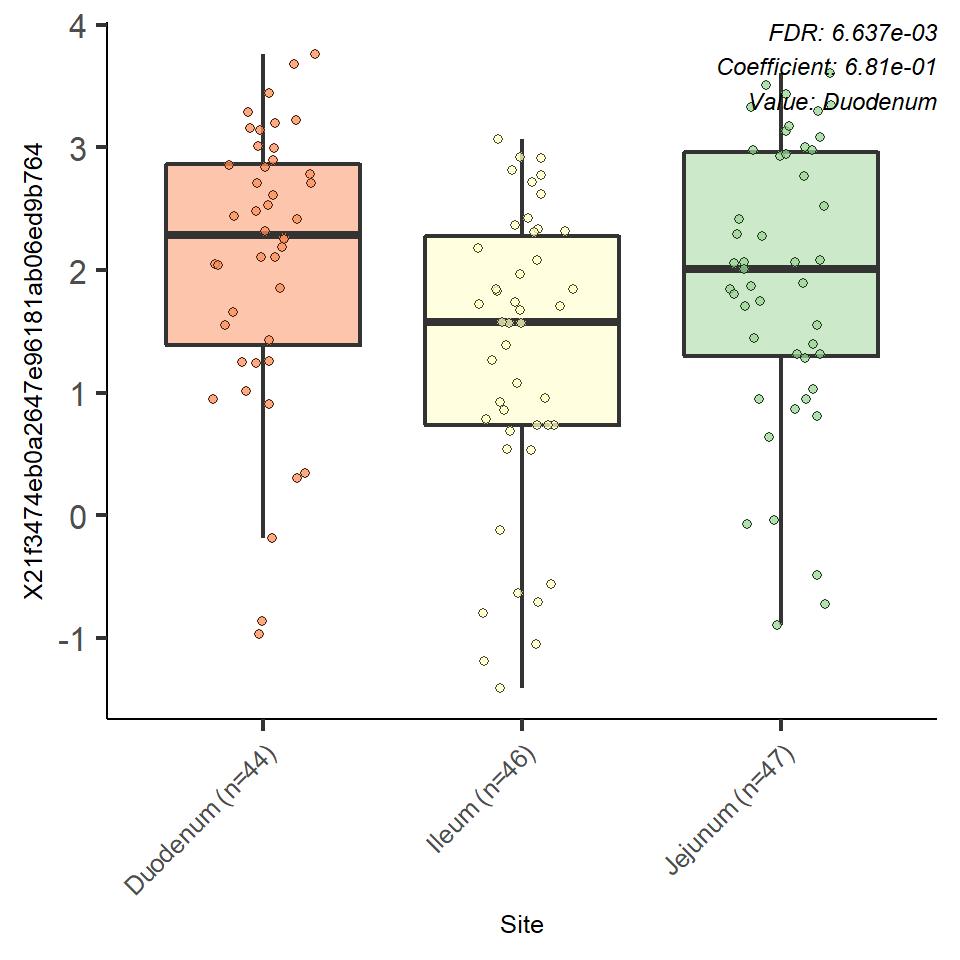 FDR: 6.637e-03
Coefficient: 6.81e-01
Value: Duodenum
X21f3474eb0a2647e96181ab06ed9b764
4
3
2
1
0
-1
Duodenum (n=44)
Ileum (n=46)
Jejunum (n=47)
Site